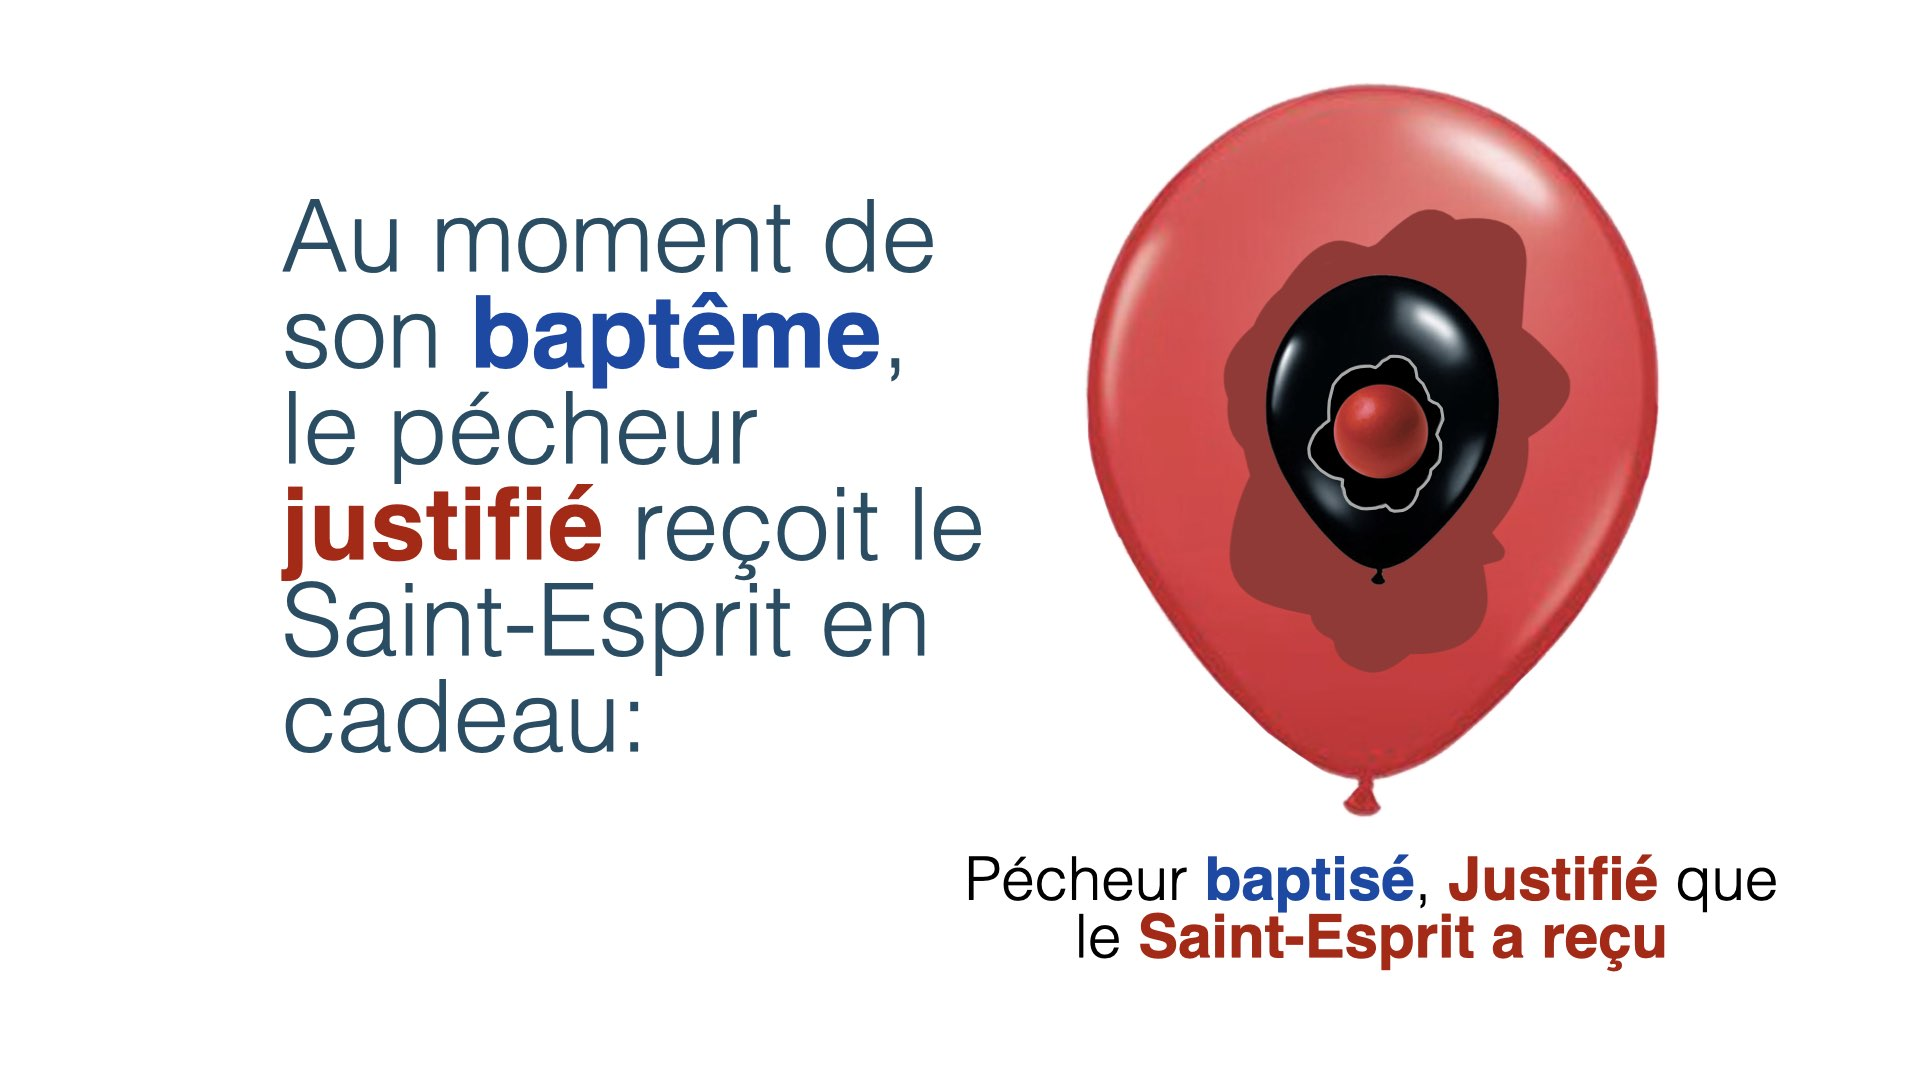 Au moment de
son baptême,
le pécheur
justifié reçoit le
Saint-Esprit en
cadeau:
Pécheur baptisé, Justifié que
le Saint-Esprit a reçu